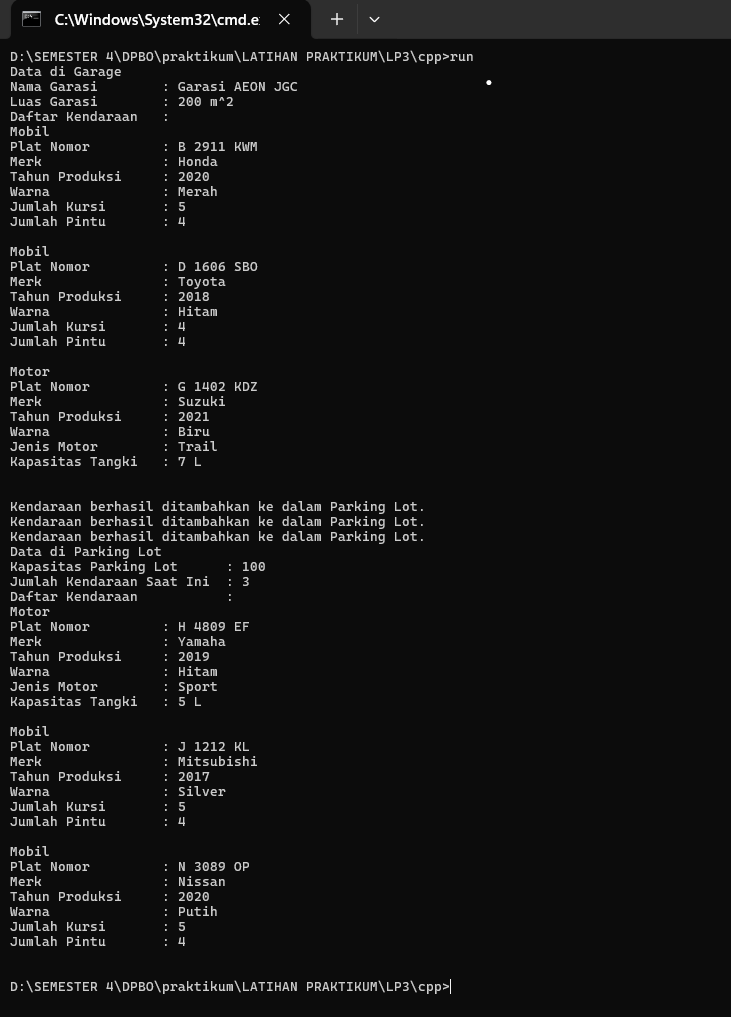 C:\Windows\System32\cmd.e
D:\SEMESTER 4\DPBO\praktikum\LATIHAN PRAKTIKUM\LP3\cpp>run
Data di Garage
Nama Garasi        : Garasi AEON JGC
Luas Garasi        : 200 m^2
Daftar Kendaraan   :
Mobil
Plat Nomor         : B 2911 KWM
Merk               : Honda
Tahun Produksi     : 2020
Warna              : Merah
Jumlah Kursi       : 5
Jumlah Pintu       : 4

Mobil
Plat Nomor         : D 1606 SBO
Merk               : Toyota
Tahun Produksi     : 2018
Warna              : Hitam
Jumlah Kursi       : 4
Jumlah Pintu       : 4

Motor
Plat Nomor         : G 1402 KDZ
Merk               : Suzuki
Tahun Produksi     : 2021
Warna              : Biru
Jenis Motor        : Trail
Kapasitas Tangki   : 7 L

Kendaraan berhasil ditambahkan ke dalam Parking Lot.
Kendaraan berhasil ditambahkan ke dalam Parking Lot.
Kendaraan berhasil ditambahkan ke dalam Parking Lot.
Data di Parking Lot
Kapasitas Parking Lot      : 100
Jumlah Kendaraan Saat Ini  : 3
Daftar Kendaraan           :
Motor
Plat Nomor         : H 4809 EF
Merk               : Yamaha
Tahun Produksi     : 2019
Warna              : Hitam
Jenis Motor        : Sport
Kapasitas Tangki   : 5 L

Mobil
Plat Nomor         : J 1212 KL
Merk               : Mitsubishi
Tahun Produksi     : 2017
Warna              : Silver
Jumlah Kursi       : 5
Jumlah Pintu       : 4

Mobil
Plat Nomor         : N 3089 OP
Merk               : Nissan
Tahun Produksi     : 2020
Warna              : Putih
Jumlah Kursi       : 5
Jumlah Pintu       : 4

D:\SEMESTER 4\DPBO\praktikum\LATIHAN PRAKTIKUM\LP3\cpp>